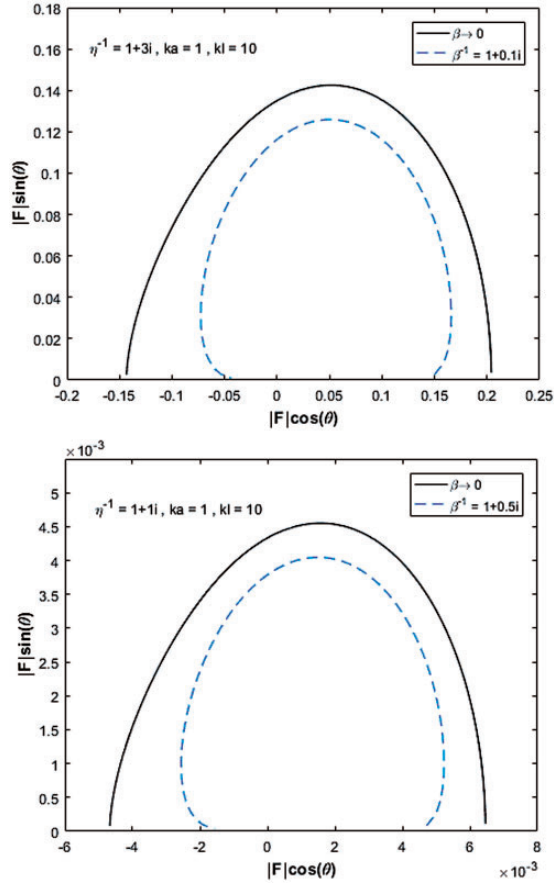 0.18
0.16
0.14
0.12
0.1
0.08
0.06
0.04
0.02
0
|F|sin(θ)
η⁻¹ = 1+3i , ka = 1 , kl = 10
β→ 0
β⁻¹ = 1+0.1i
-0.2 -0.15 -0.1 -0.05 0 0.05 0.1 0.15 0.2 0.25
|F|cos(θ)
× 10⁻³
5
4.5
4
3.5
3
2.5
2
1.5
1
0.5
0
|F|sin(θ)
η⁻¹ = 1+1i , ka = 1 , kl = 10
β→ 0
β⁻¹ = 1+0.5i
-6 -4 -2 0 2 4 6 8
|F|cos(θ)
× 10⁻³